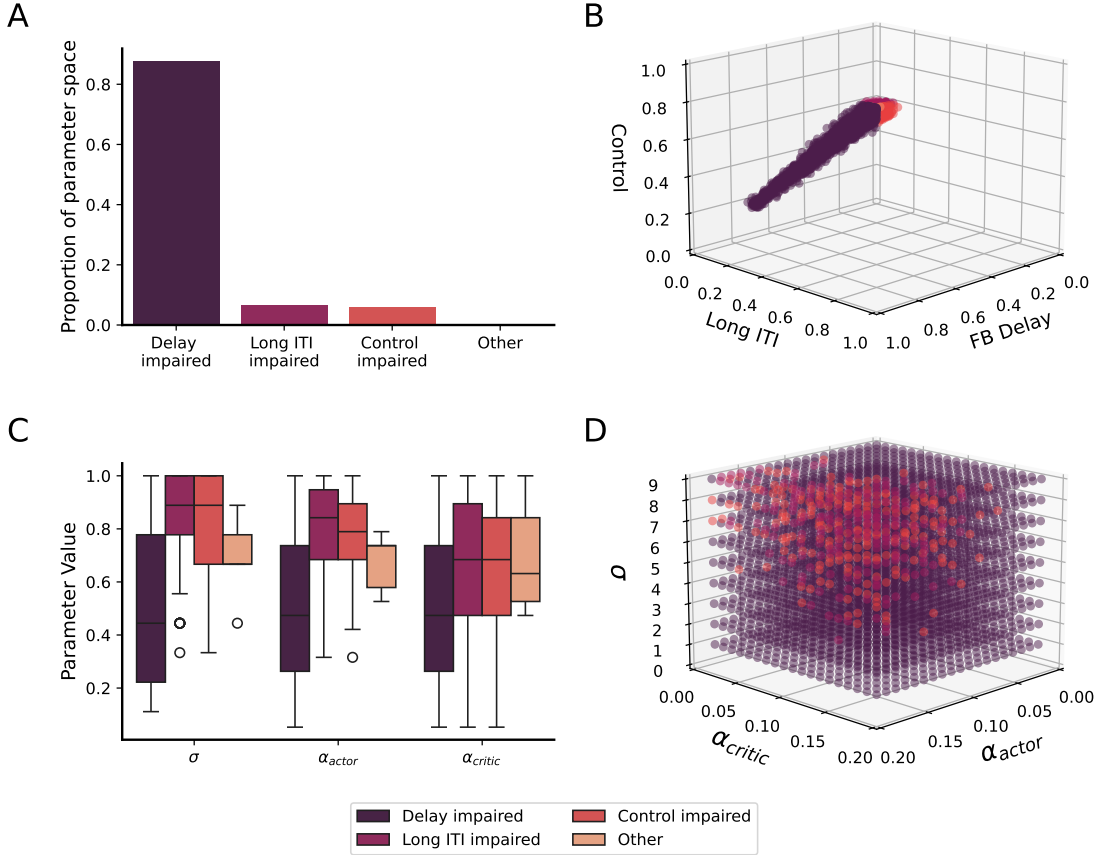 A
Proportion of parameter space
0.8
0.6
0.4
0.2
0.0
Delay
impaired
Long ITI
impaired
Control
impaired
Other
B
Control
1.0
0.8
0.6
0.4
0.2
0.0
0.0
0.2
0.4
0.6
0.8
1.0
Long ITI
1.0
0.8
0.6
0.4
0.2
0.0
FB Delay
C
Parameter Value
1.0
0.8
0.6
0.4
0.2
σ
α_actor
α_critic
D
σ
9
8
7
6
5
4
3
2
1
0
0.00
0.05
0.10
0.15
0.20
α_critic
0.20
0.15
0.10
0.05
0.00
α_actor
Delay impaired
Long ITI impaired
Control impaired
Other